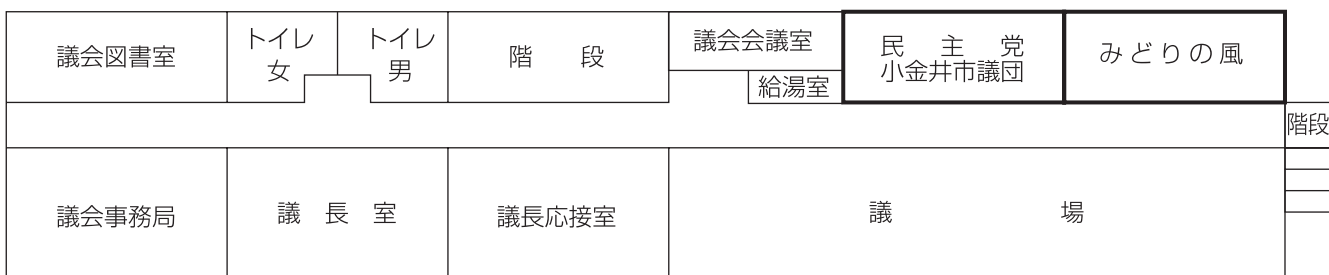 議会図書室
トイレ
女
トイレ
男
階 段
議会会議室
給湯室
民 主 党
小金井市議団
みどりの風
階段
議会事務局
議 長 室
議長応接室
議 場